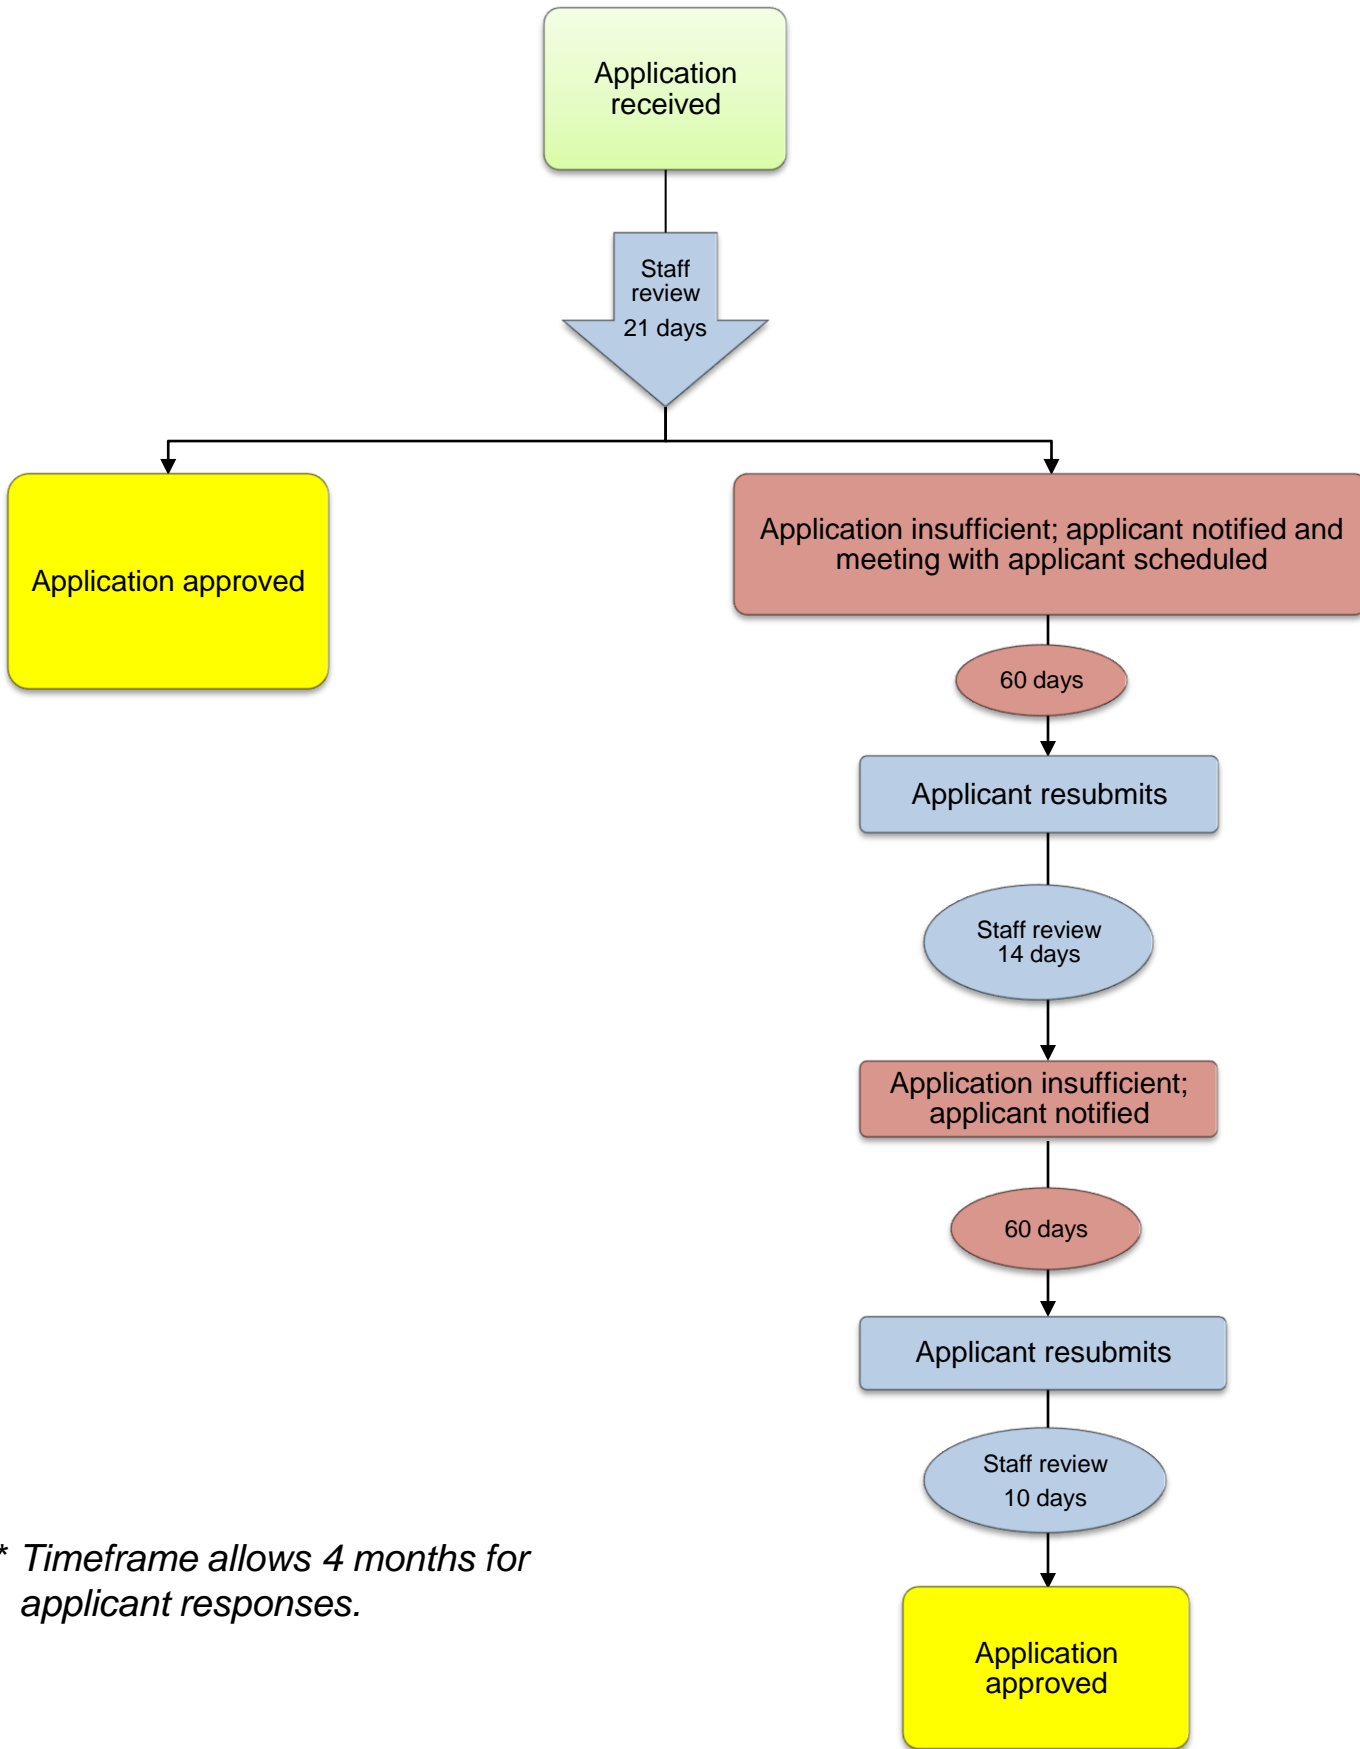 Application
received
Staff
review
21 days
Application approved
Application insufficient; applicant notified and
meeting with applicant scheduled
60 days
Applicant resubmits
Staff review
14 days
Application insufficient;
applicant notified
60 days
Applicant resubmits
Staff review
10 days
* Timeframe allows 4 months for
applicant responses.
Application
approved